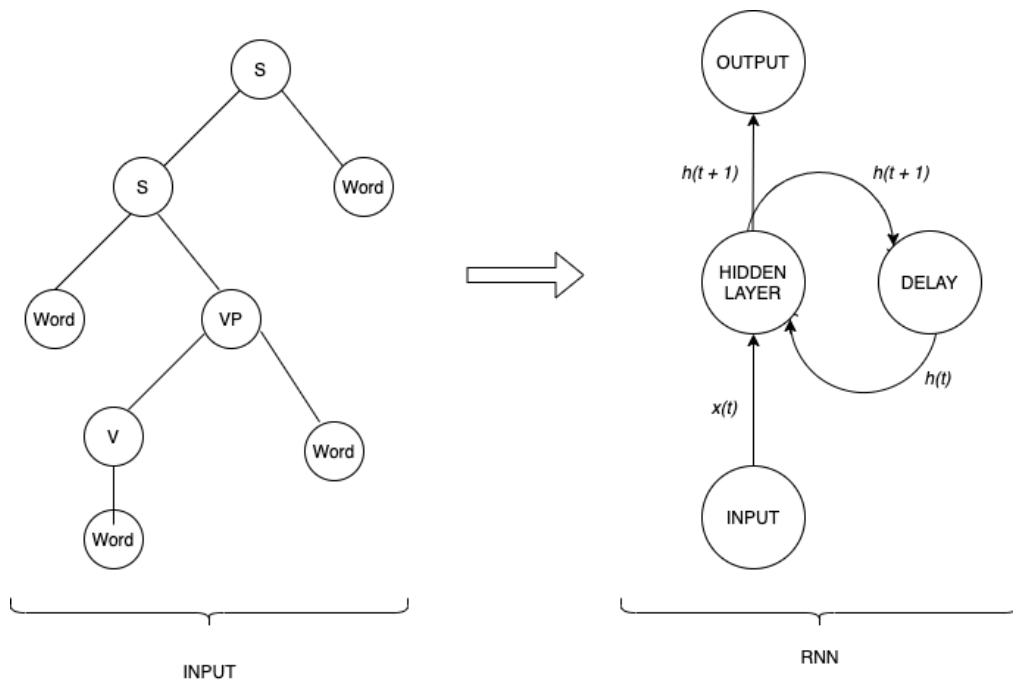 S
S
Word
Word
VP
V
Word
Word
INPUT
OUTPUT
h(t + 1)
h(t + 1)
HIDDEN
LAYER
DELAY
h(t)
x(t)
INPUT
RNN